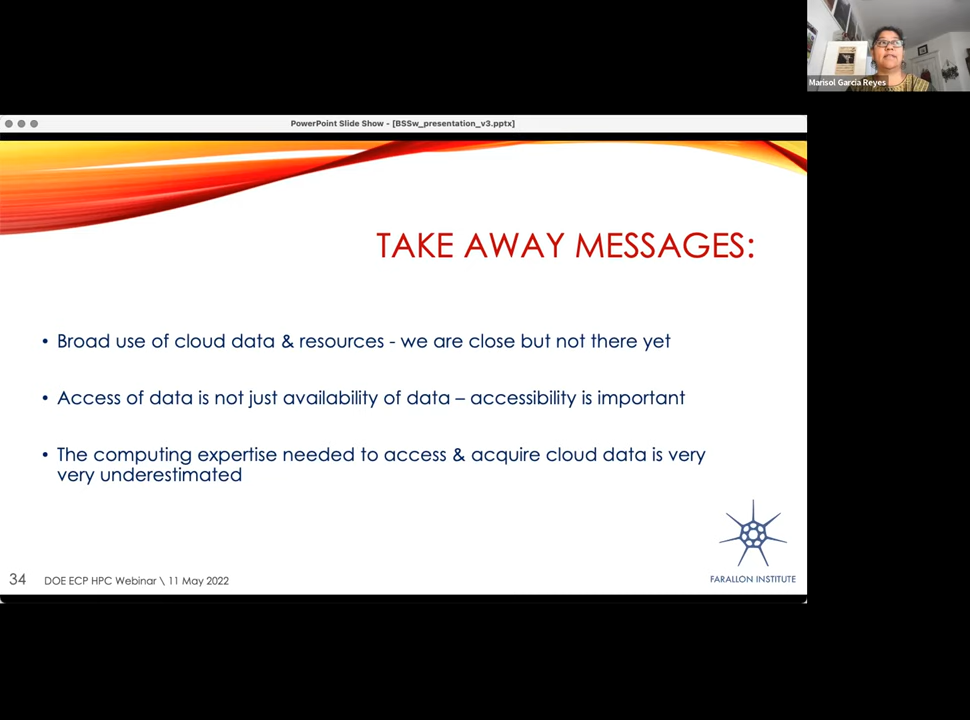 Marisol García Reyes
PowerPoint Slide Show - [BSSw_presentation_v3.pptx]
TAKE AWAY MESSAGES:
• Broad use of cloud data & resources - we are close but not there yet
• Access of data is not just availability of data – accessibility is important
• The computing expertise needed to access & acquire cloud data is very
very underestimated
FARALLON INSTITUTE
34 DOE ECP HPC Webinar \ 11 May 2022